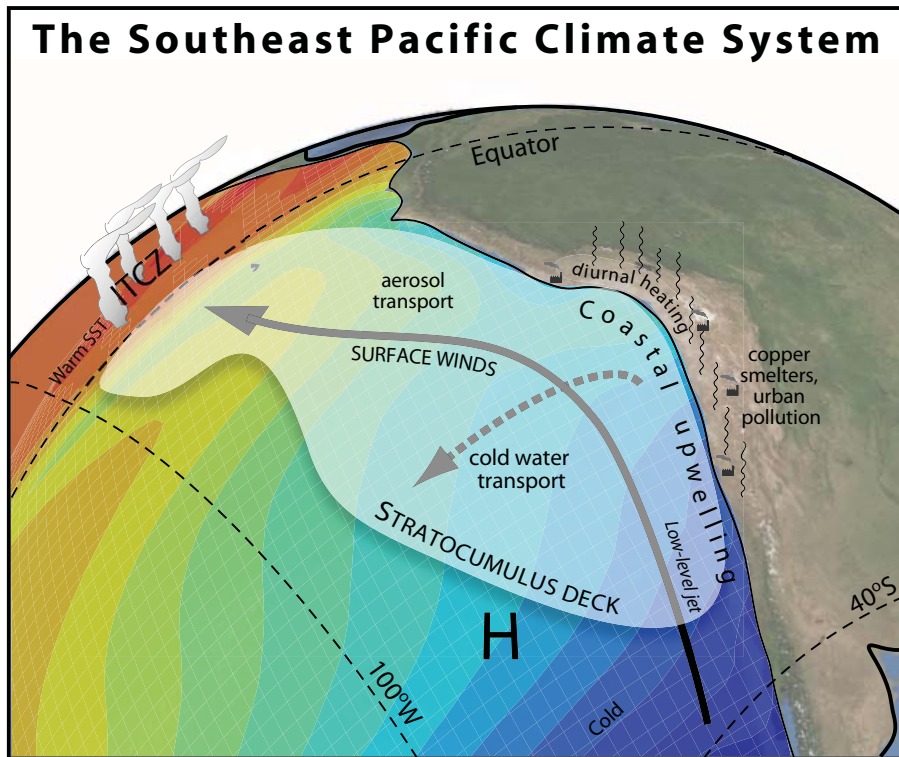 The Southeast Pacific Climate System
Equator
ITCZ
Warm SST
diurnal heating
aerosol
transport
Coastal upwelling
SURFACE WINDS
copper
smelters,
urban
pollution
cold water
transport
STRATOCUMULUS DECK
Low-level jet
40°S
H
100°W
Cold